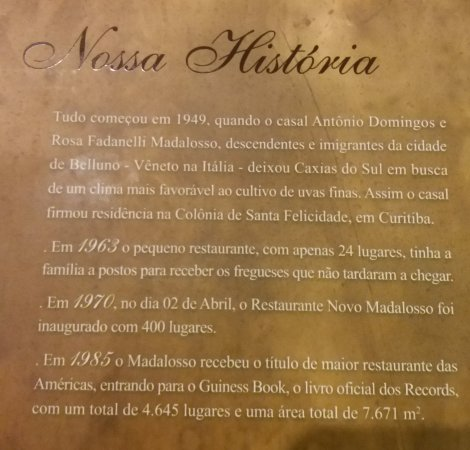 Nossa História
Tudo começou em 1949, quando o casal Antônio Domingos e
Rosa Fadanelli Madalosso, descendentes e imigrantes da cidade
de Belluno - Vêneto na Itália - deixou Caxias do Sul em busca
de um clima mais favorável ao cultivo de uvas finas. Assim o casal
firmou residência na Colônia de Santa Felicidade, em Curitiba.
. Em 1963 o pequeno restaurante, com apenas 24 lugares, tinha a
família a postos para receber os fregueses que não tardaram a chegar.
. Em 1970, no dia 02 de Abril, o Restaurante Novo Madalosso foi
inaugurado com 400 lugares.
. Em 1985 o Madalosso recebeu o título de maior restaurante das
Américas, entrando para o Guiness Book, o livro oficial dos Records,
com um total de 4.645 lugares e uma área total de 7.671 m².